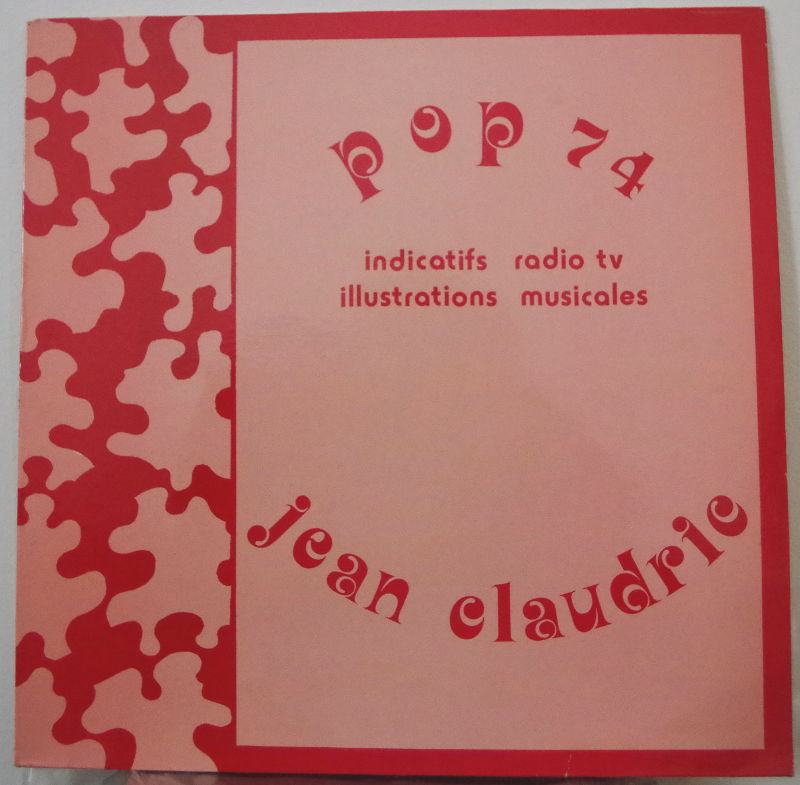 pop 74
indicatifs radio tv
illustrations musicales
jean claudric